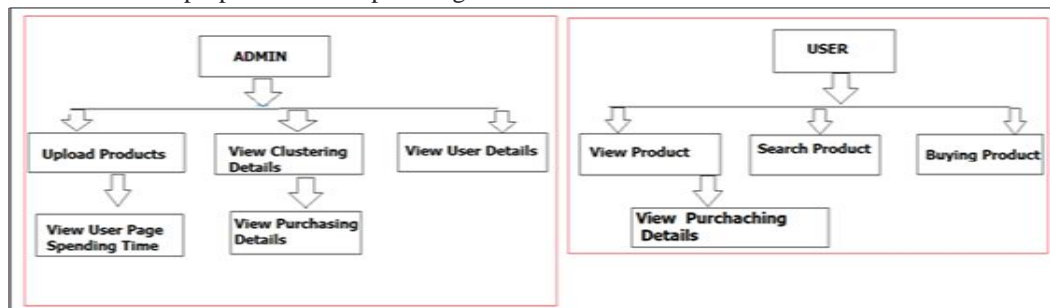 ADMIN
Upload Products
View Clustering
Details
View User Details
View User Page
Spending Time
View Purchasing
Details
USER
View Product
Search Product
Buying Product
View Purchaching
Details